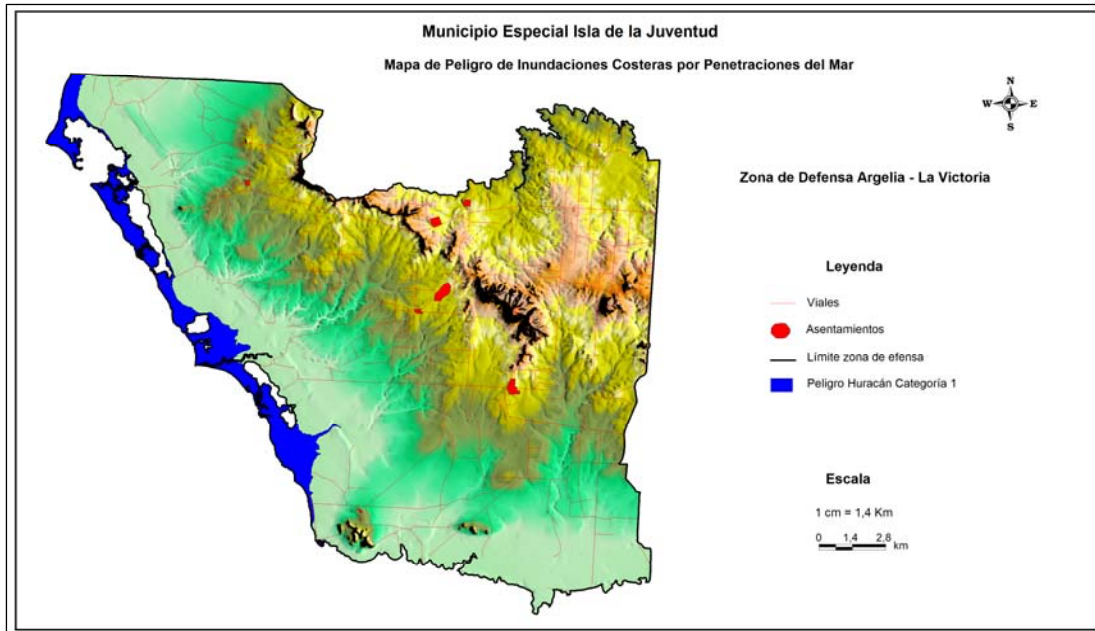 Municipio Especial Isla de la Juventud
Mapa de Peligro de Inundaciones Costeras por Penetraciones del Mar
N
W E
S
Zona de Defensa Argelia - La Victoria
Leyenda
Viales
Asentamientos
Límite zona de efensa
Peligro Huracán Categoría 1
Escala
1 cm = 1,4 Km
0 1,4 2,8
km